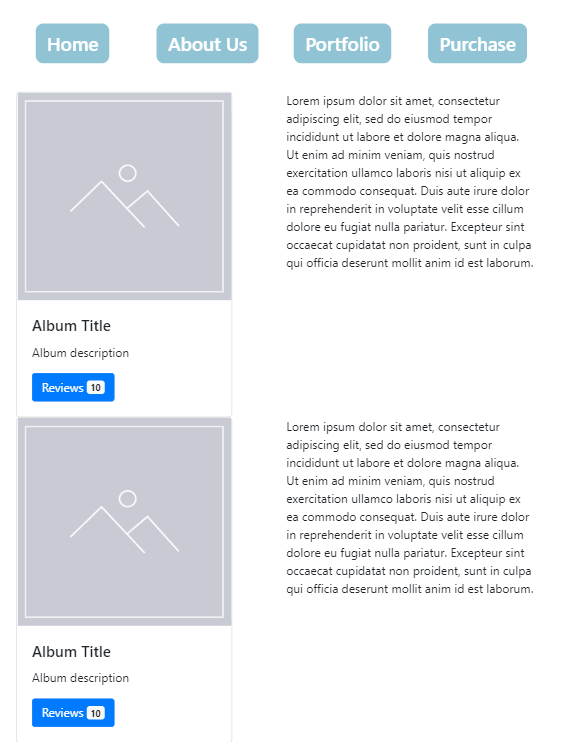 Home About Us Portfolio Purchase
Lorem ipsum dolor sit amet, consectetur
adipiscing elit, sed do eiusmod tempor
incididunt ut labore et dolore magna aliqua.
Ut enim ad minim veniam, quis nostrud
exercitation ullamco laboris nisi ut aliquip ex
ea commodo consequat. Duis aute irure dolor
in reprehenderit in voluptate velit esse cillum
dolore eu fugiat nulla pariatur. Excepteur sint
occaecat cupidatat non proident, sunt in culpa
qui officia deserunt mollit anim id est laborum.
Album Title
Album description
Reviews 10
Lorem ipsum dolor sit amet, consectetur
adipiscing elit, sed do eiusmod tempor
incididunt ut labore et dolore magna aliqua.
Ut enim ad minim veniam, quis nostrud
exercitation ullamco laboris nisi ut aliquip ex
ea commodo consequat. Duis aute irure dolor
in reprehenderit in voluptate velit esse cillum
dolore eu fugiat nulla pariatur. Excepteur sint
occaecat cupidatat non proident, sunt in culpa
qui officia deserunt mollit anim id est laborum.
Album Title
Album description
Reviews 10